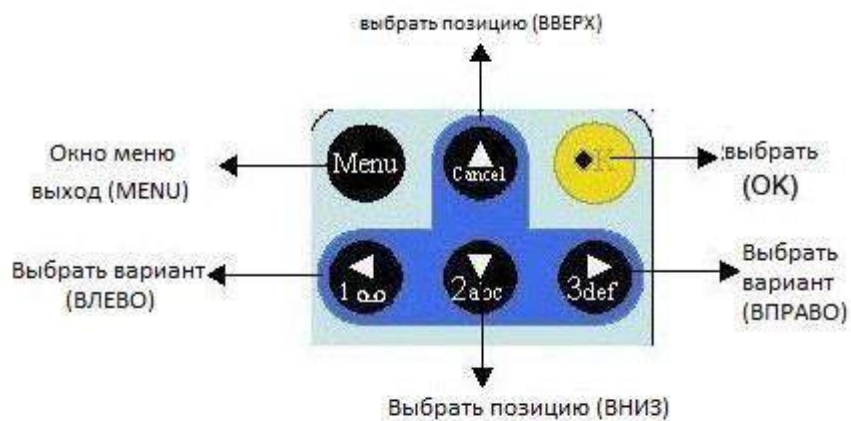 выбрать позицию (ВВЕРХ)
Окно меню
выход (MENU)
Menu
Cancel
выбрать
(OK)
Выбрать вариант
(ВЛЕВО)
1
2abc
3def
Выбрать
вариант
(ВПРАВО)
Выбрать позицию (ВНИЗ)